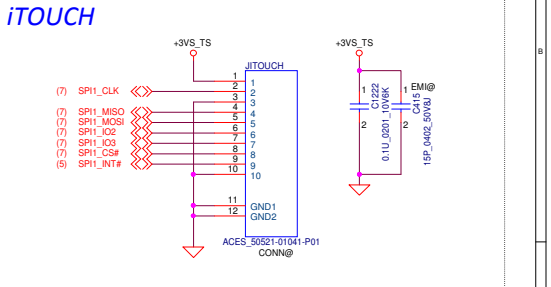 iTOUCH
+3VS_TS
+3VS_TS
JITOUCH
1 1
(7) SPI1_CLK 2 2
3 3
(7) SPI1_MISO 4 4
(7) SPI1_MOSI 5 5
(7) SPI1_IO2 6 6
(7) SPI1_IO3 7 7
(7) SPI1_CS# 8 8
(5) SPI1_INT# 9 9
10 10
11 GND1
12 GND2
ACES_50521-01041-P01
CONN@
1
2
C1222
0.1U_0201_10V6K
1
2
EMI@
C415
15P_0402_50V8J
B